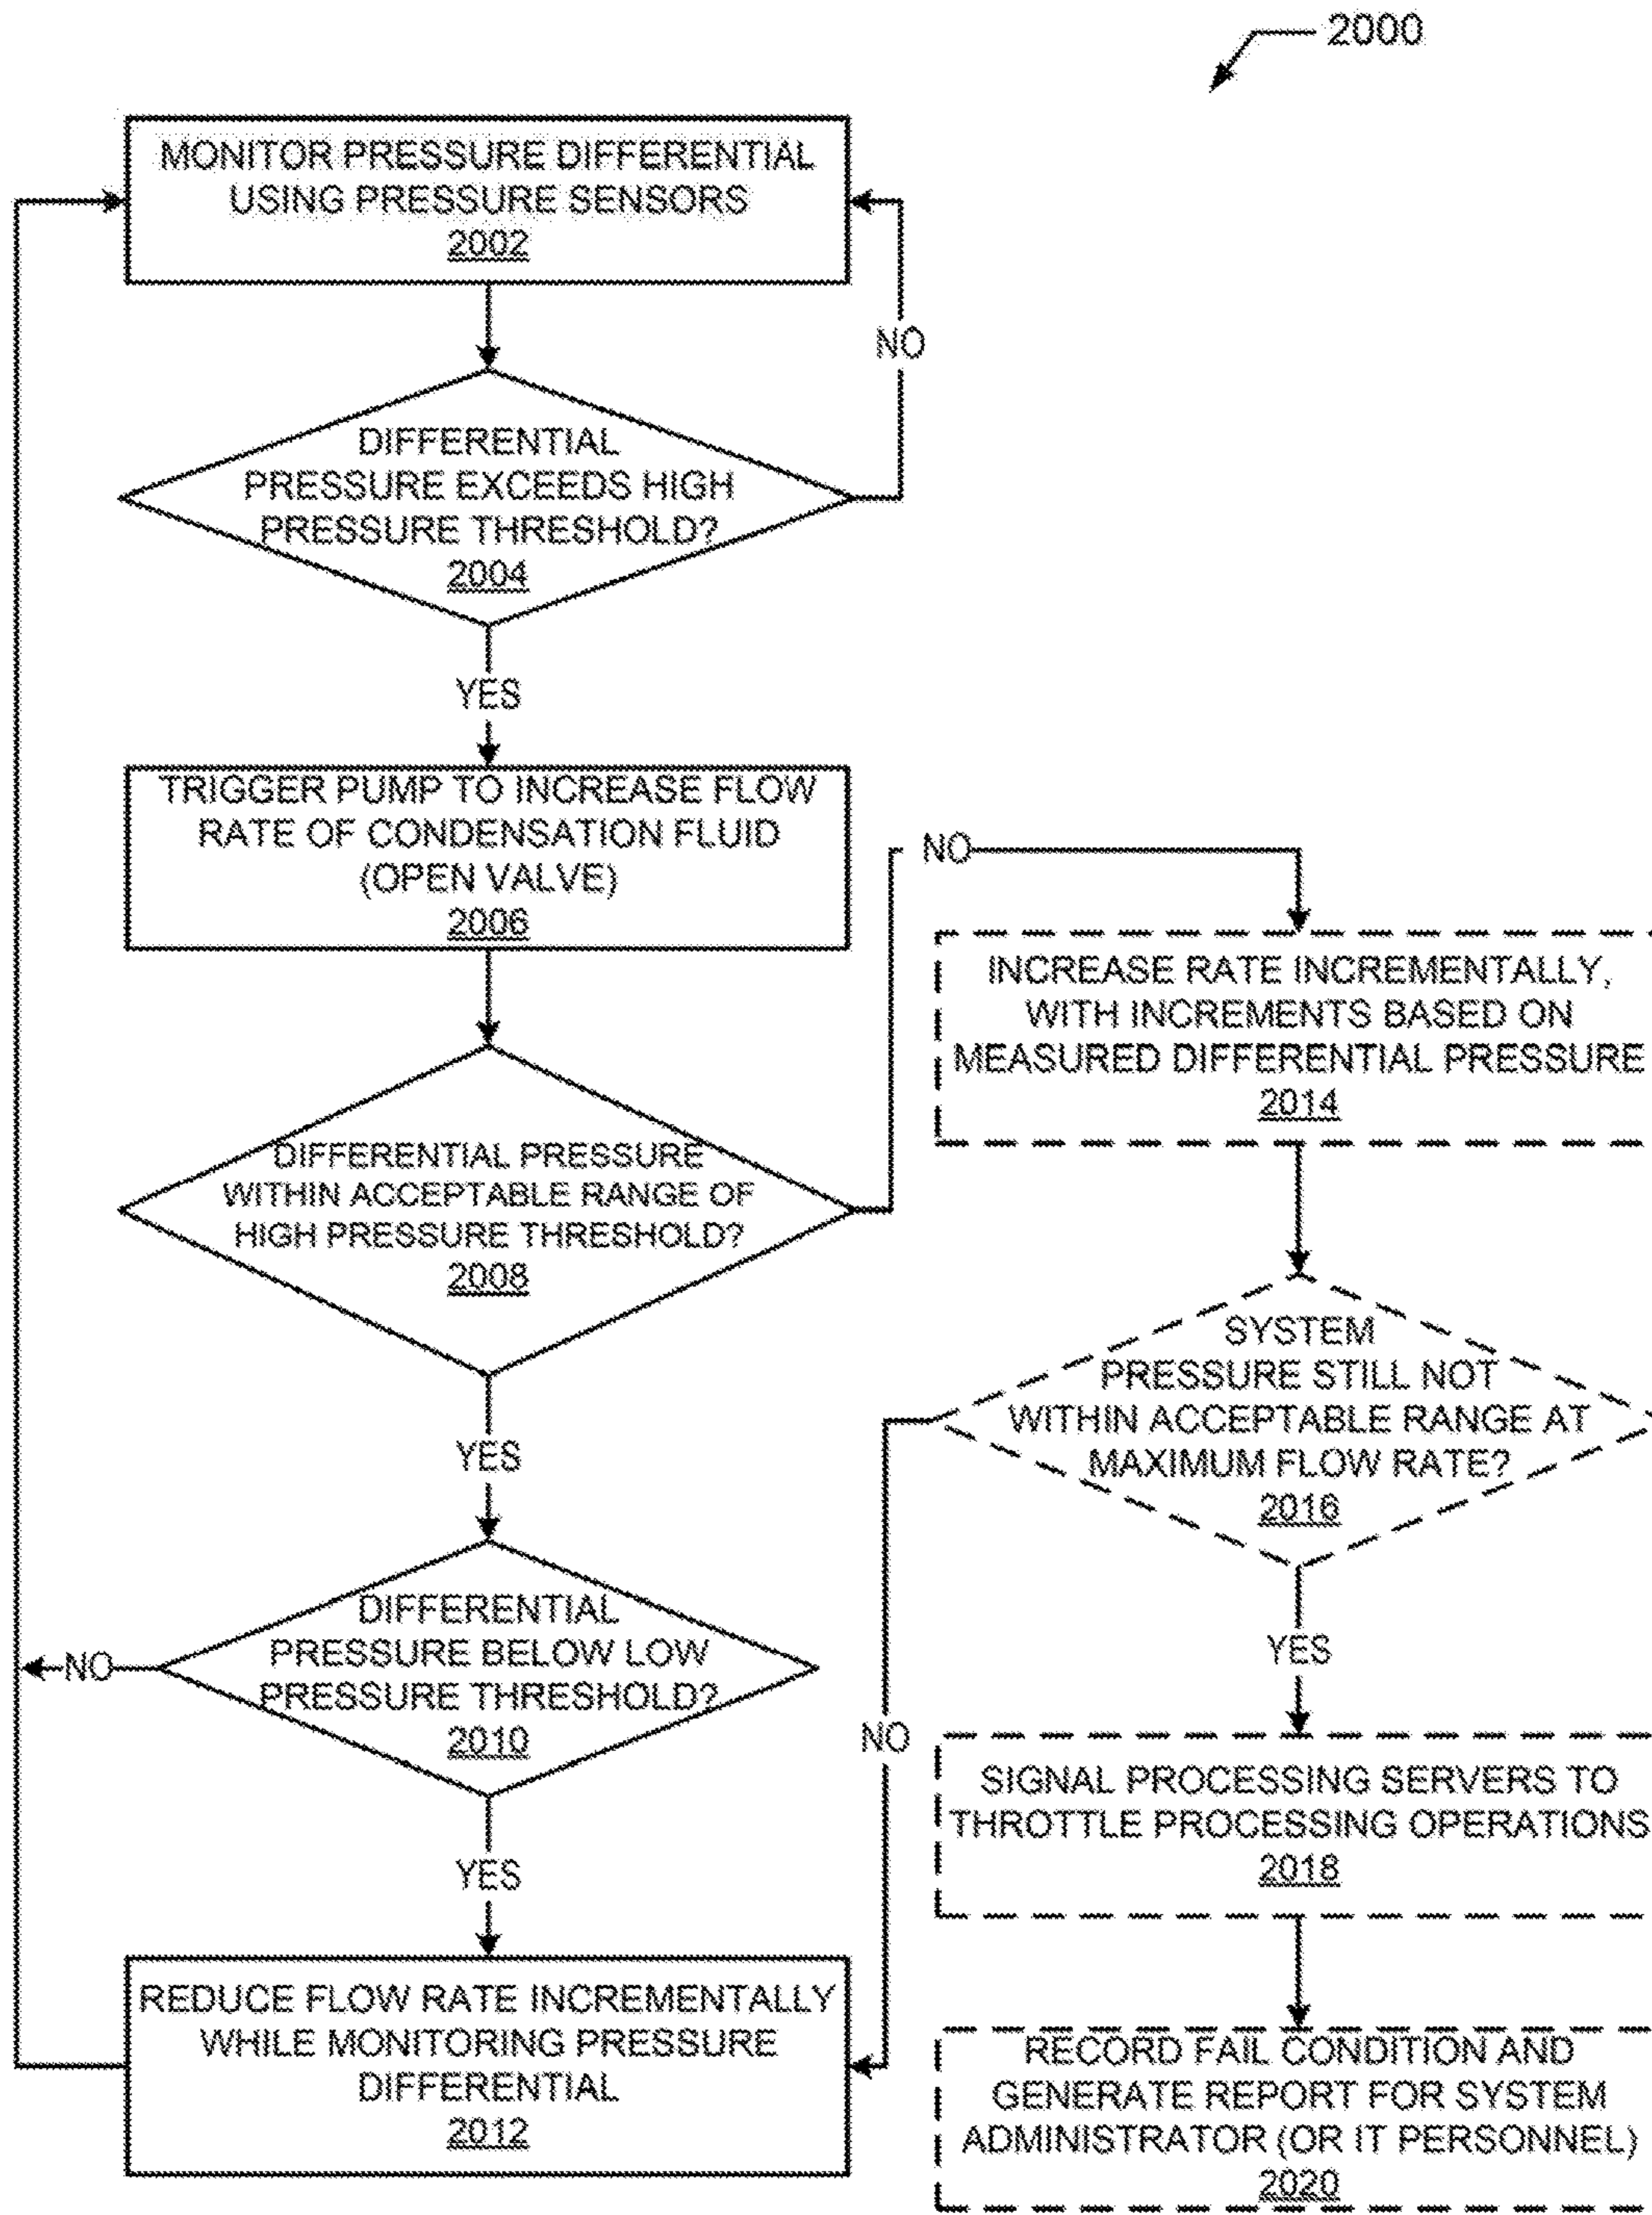 2000
MONITOR PRESSURE DIFFERENTIAL
USING PRESSURE SENSORS
2002
NO
DIFFERENTIAL
PRESSURE EXCEEDS HIGH
PRESSURE THRESHOLD?
2004
YES
TRIGGER PUMP TO INCREASE FLOW
RATE OF CONDENSATION FLUID
(OPEN VALVE)
2006
DIFFERENTIAL PRESSURE
WITHIN ACCEPTABLE RANGE OF
HIGH PRESSURE THRESHOLD?
2008
YES
DIFFERENTIAL
PRESSURE BELOW LOW
PRESSURE THRESHOLD?
2010
NO
YES
REDUCE FLOW RATE INCREMENTALLY
WHILE MONITORING PRESSURE
DIFFERENTIAL
2012
NO
INCREASE RATE INCREMENTALLY,
WITH INCREMENTS BASED ON
MEASURED DIFFERENTIAL PRESSURE
2014
SYSTEM
PRESSURE STILL NOT
WITHIN ACCEPTABLE RANGE AT
MAXIMUM FLOW RATE?
2016
NO
YES
SIGNAL PROCESSING SERVERS TO
THROTTLE PROCESSING OPERATIONS
2018
RECORD FAIL CONDITION AND
GENERATE REPORT FOR SYSTEM
ADMINISTRATOR (OR IT PERSONNEL)
2020